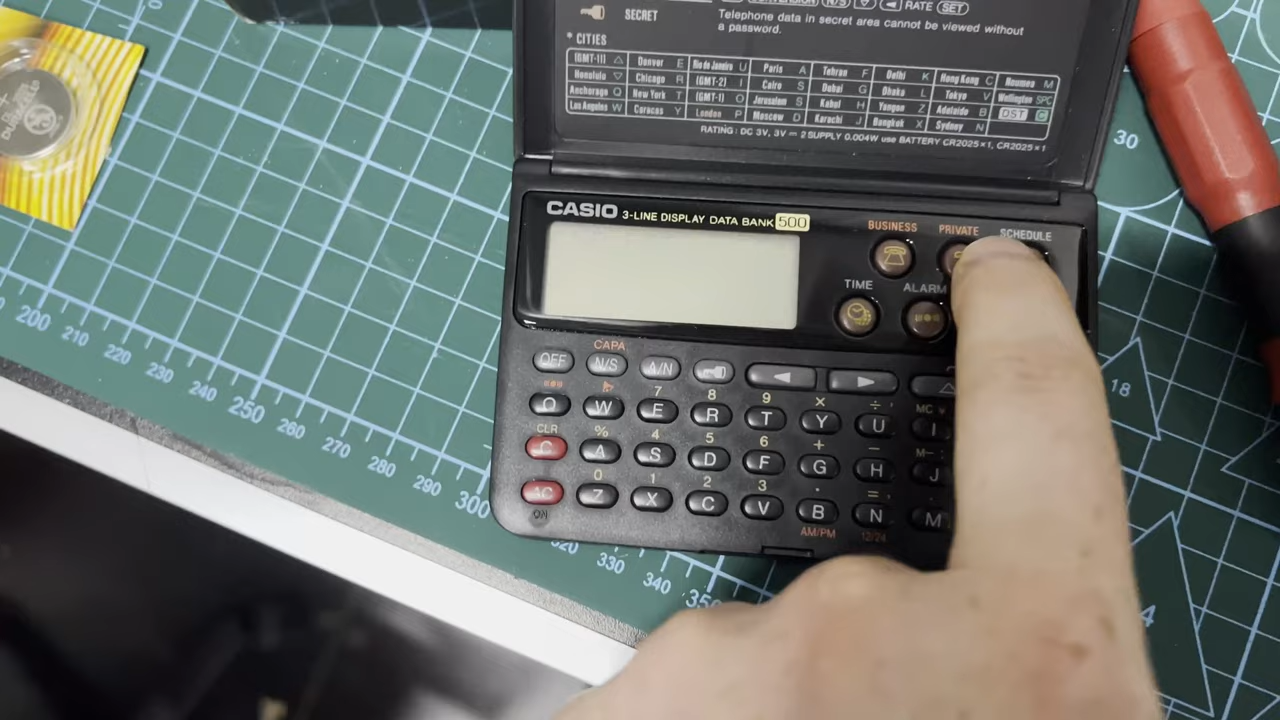 CONVERSION N/S ▽ ◀ RATE SET
SECRET Telephone data in secret area cannot be viewed without a password.
* CITIES
(GMT-11) △ Denver E Rio de Janeiro U Paris A Tehran F Delhi K Hong Kong C Noumea M
Honolulu ▽ Chicago R (GMT-2) I Cairo S Dubai G Dhaka L Tokyo V Wellington SPC
Anchorage Q New York T (GMT-1) O Jerusalem S Kabul H Yangon Z Adelaide B DST C
Los Angeles W Caracas Y London P Moscow D Karachi J Bangkok X Sydney N
RATING: DC 3V, 3V = 2 SUPPLY 0.004W use BATTERY CR2025×1, CR2025×1
CASIO 3-LINE DISPLAY DATA BANK 500
BUSINESS PRIVATE SCHEDULE
TIME ALARM
CAPA
OFF N/S A/N ◀ ▶ △
7 8 9 × ÷ MC
Q W E R T Y U I
CLR % 4 5 6 + − M−
C A S D F G H J
0 1 2 3 · =
AC Z X C V B N M
ON AM/PM 12/24
DURACELL
30
18
4
200 210 220 230 240 250 260 270 280 290 300 320 330 340 350